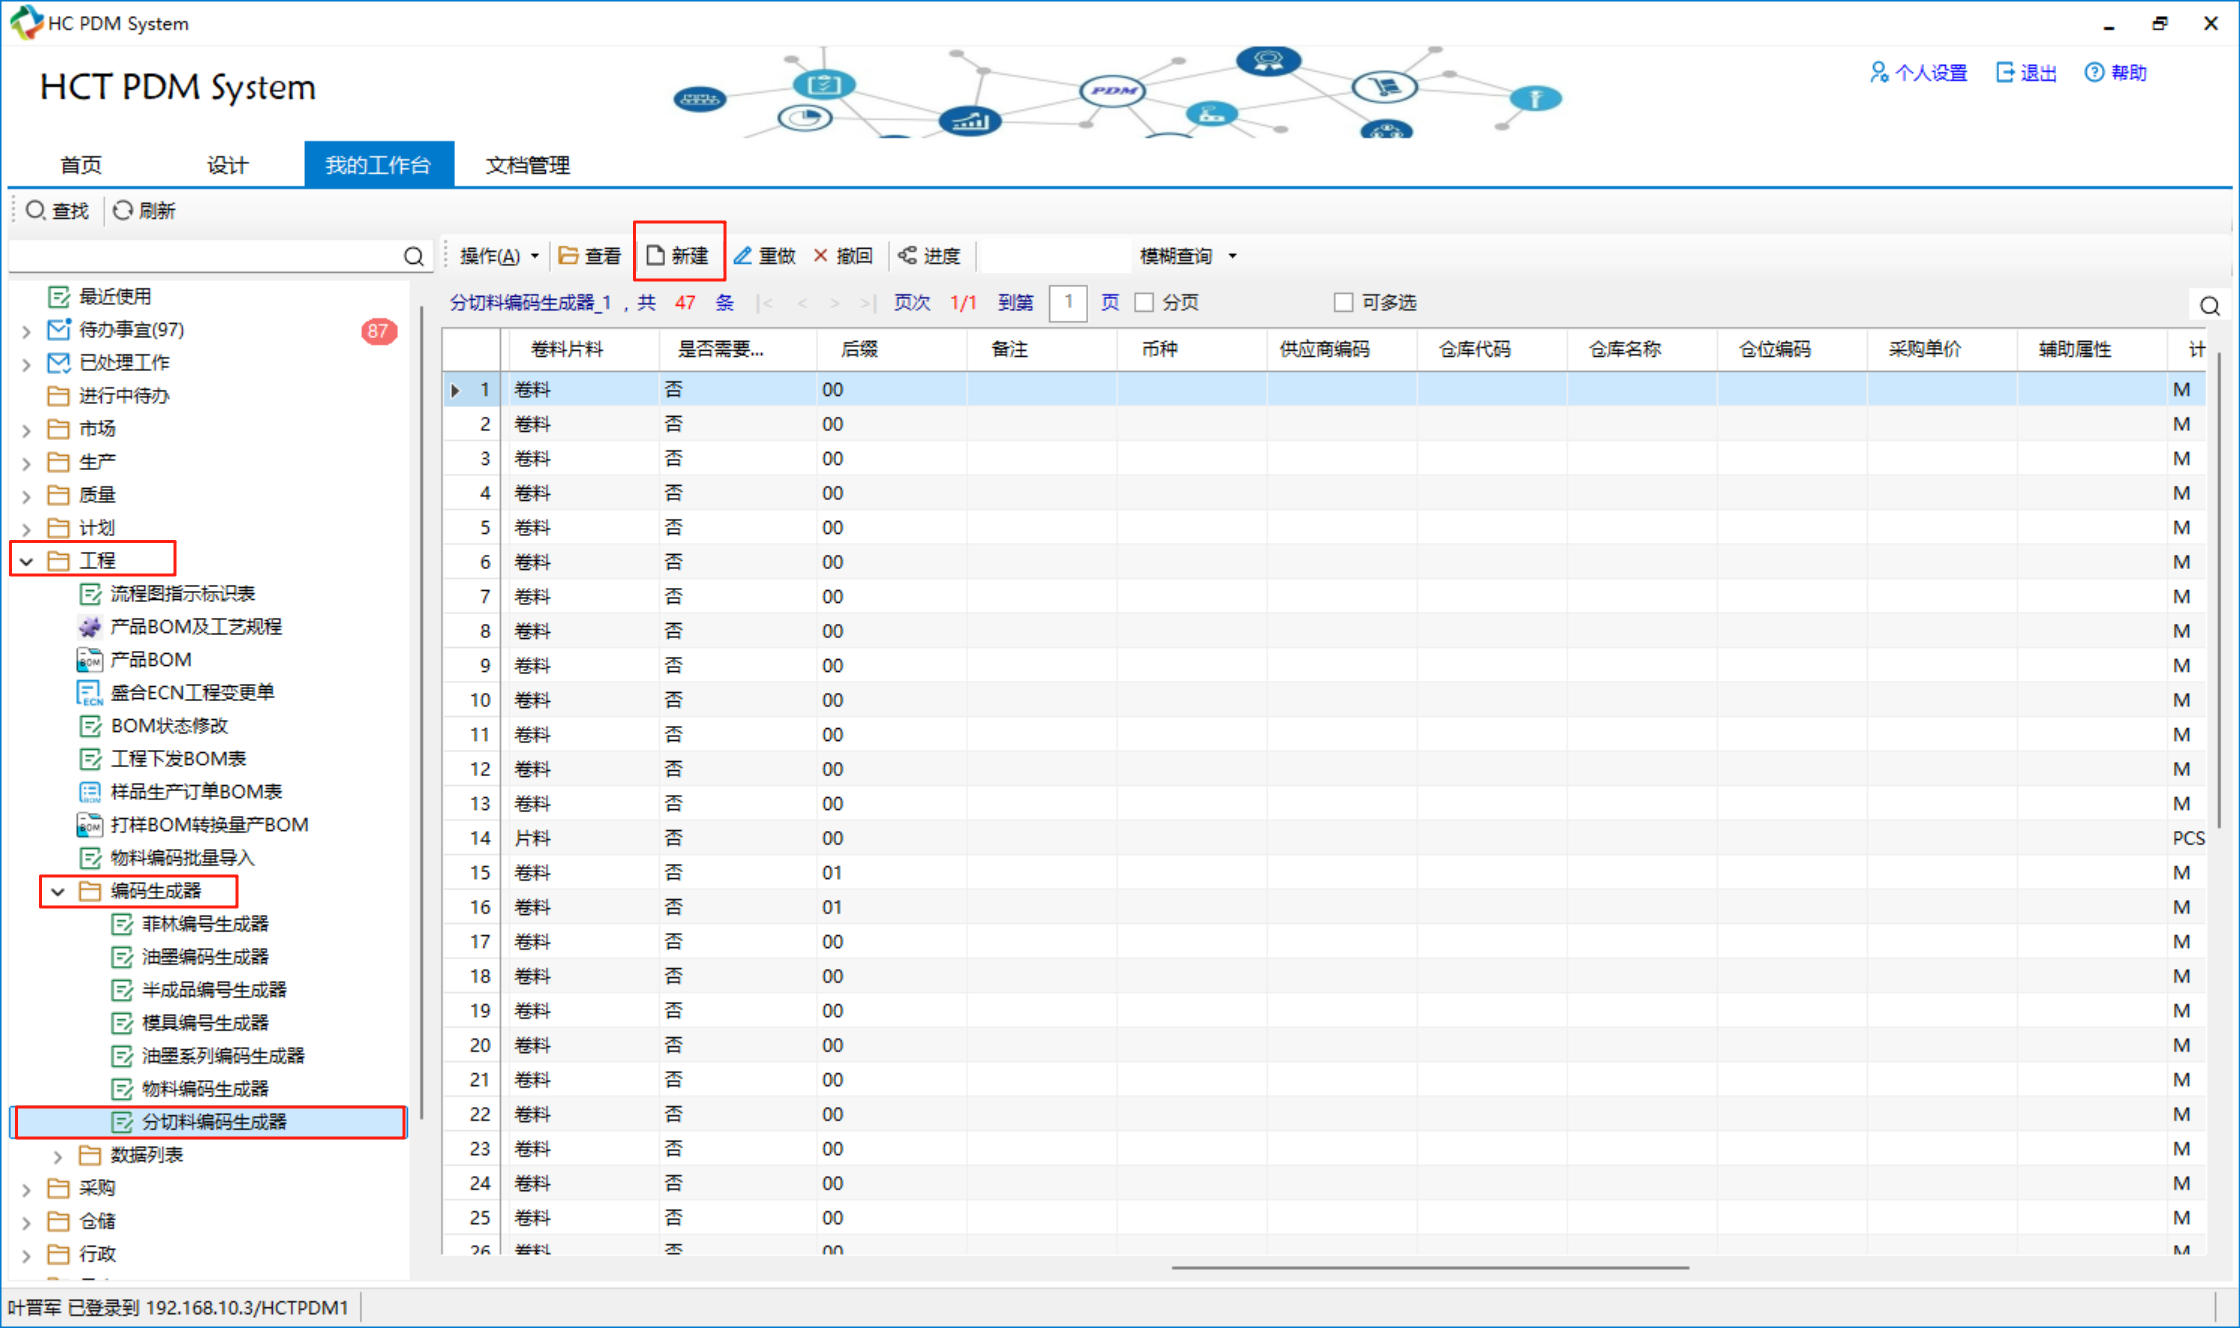 HC PDM System
HCT PDM System
PDM
个人设置 退出 帮助
首页 设计 我的工作台 文档管理
查找 刷新
操作(A) 查看 新建 重做 撤回 进度 模糊查询
分切料编码生成器_1 , 共 47 条 |< < > >| 页次 1/1 到第 1 页 分页 可多选
最近使用
待办事宜(97) 87
已处理工作
进行中待办
市场
生产
质量
计划
工程
流程图指示标识表
产品BOM及工艺规程
产品BOM
盛合ECN工程变更单
BOM状态修改
工程下发BOM表
样品生产订单BOM表
打样BOM转换量产BOM
物料编码批量导入
编码生成器
菲林编号生成器
油墨编码生成器
半成品编号生成器
模具编号生成器
油墨系列编码生成器
物料编码生成器
分切料编码生成器
数据列表
采购
仓储
行政
卷料片料 是否需要... 后缀 备注 币种 供应商编码 仓库代码 仓库名称 仓位编码 采购单价 辅助属性 计
1 卷料 否 00 M
2 卷料 否 00 M
3 卷料 否 00 M
4 卷料 否 00 M
5 卷料 否 00 M
6 卷料 否 00 M
7 卷料 否 00 M
8 卷料 否 00 M
9 卷料 否 00 M
10 卷料 否 00 M
11 卷料 否 00 M
12 卷料 否 00 M
13 卷料 否 00 M
14 片料 否 00 PCS
15 卷料 否 01 M
16 卷料 否 01 M
17 卷料 否 00 M
18 卷料 否 00 M
19 卷料 否 00 M
20 卷料 否 00 M
21 卷料 否 00 M
22 卷料 否 00 M
23 卷料 否 00 M
24 卷料 否 00 M
25 卷料 否 00 M
26 卷料 否 00 M
叶晋军 已登录到 192.168.10.3/HCTPDM1